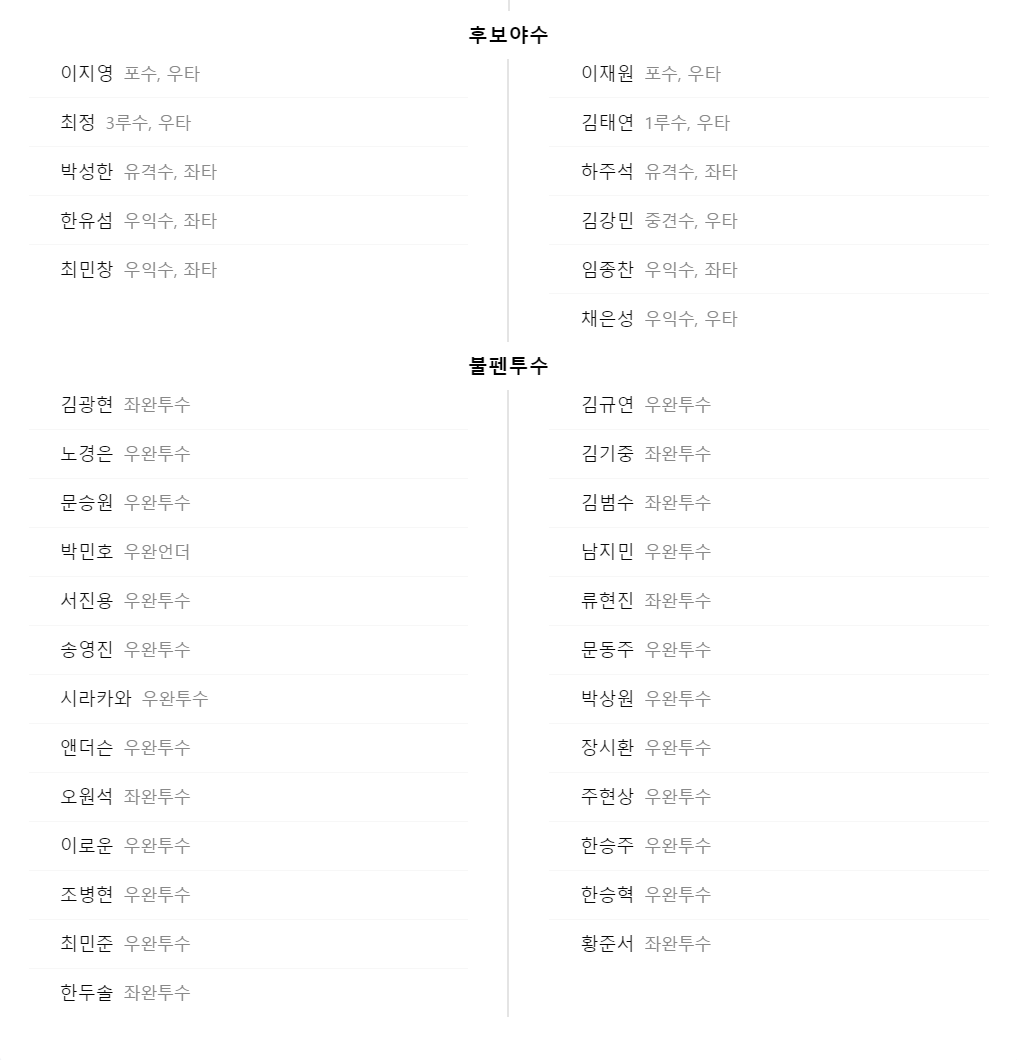 후보야수
이지영 포수, 우타
최정 3루수, 우타
박성한 유격수, 좌타
한유섬 우익수, 좌타
최민창 우익수, 좌타
이재원 포수, 우타
김태연 1루수, 우타
하주석 유격수, 좌타
김강민 중견수, 우타
임종찬 우익수, 좌타
채은성 우익수, 우타
불펜투수
김광현 좌완투수
노경은 우완투수
문승원 우완투수
박민호 우완언더
서진용 우완투수
송영진 우완투수
시라카와 우완투수
앤더슨 우완투수
오원석 좌완투수
이로운 우완투수
조병현 우완투수
최민준 우완투수
한두솔 좌완투수
김규연 우완투수
김기중 좌완투수
김범수 좌완투수
남지민 우완투수
류현진 좌완투수
문동주 우완투수
박상원 우완투수
장시환 우완투수
주현상 우완투수
한승주 우완투수
한승혁 우완투수
황준서 좌완투수